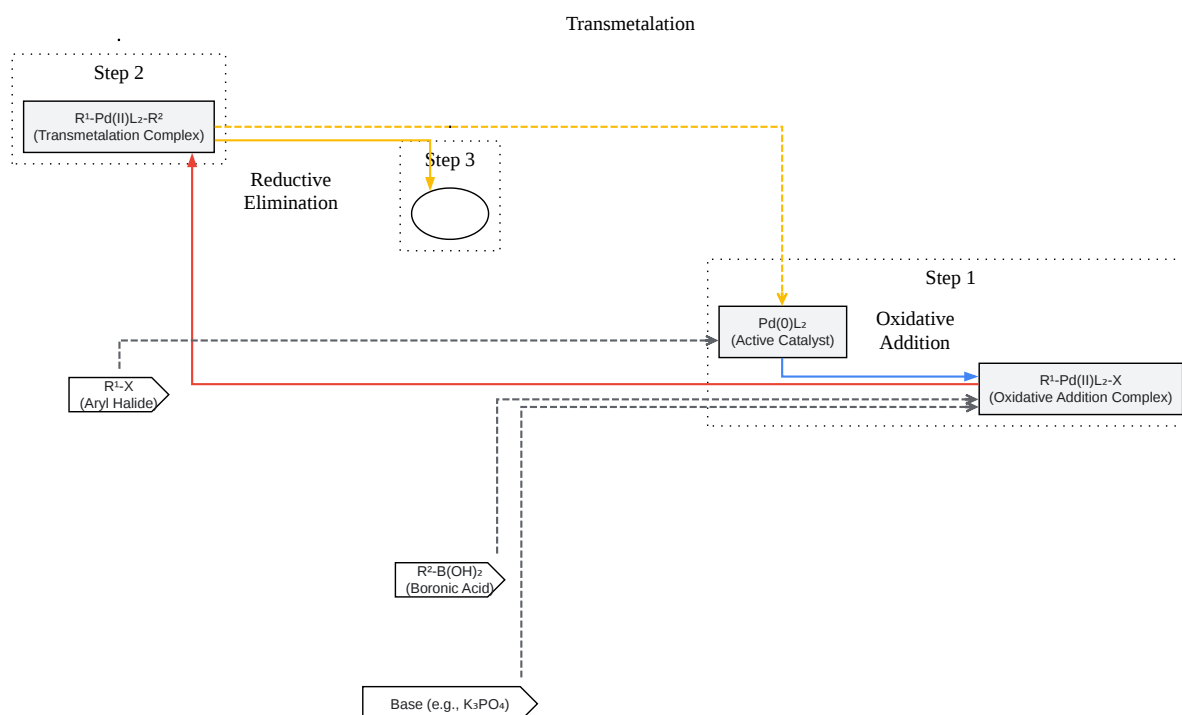 Transmetalation
Step 2
R¹-Pd(II)L₂-R²
(Transmetalation Complex)
Step 3
Reductive
Elimination
Step 1
Pd(0)L₂
(Active Catalyst)
Oxidative
Addition
R¹-X
(Aryl Halide)
R¹-Pd(II)L₂-X
(Oxidative Addition Complex)
R²-B(OH)₂
(Boronic Acid)
Base (e.g., K₃PO₄)